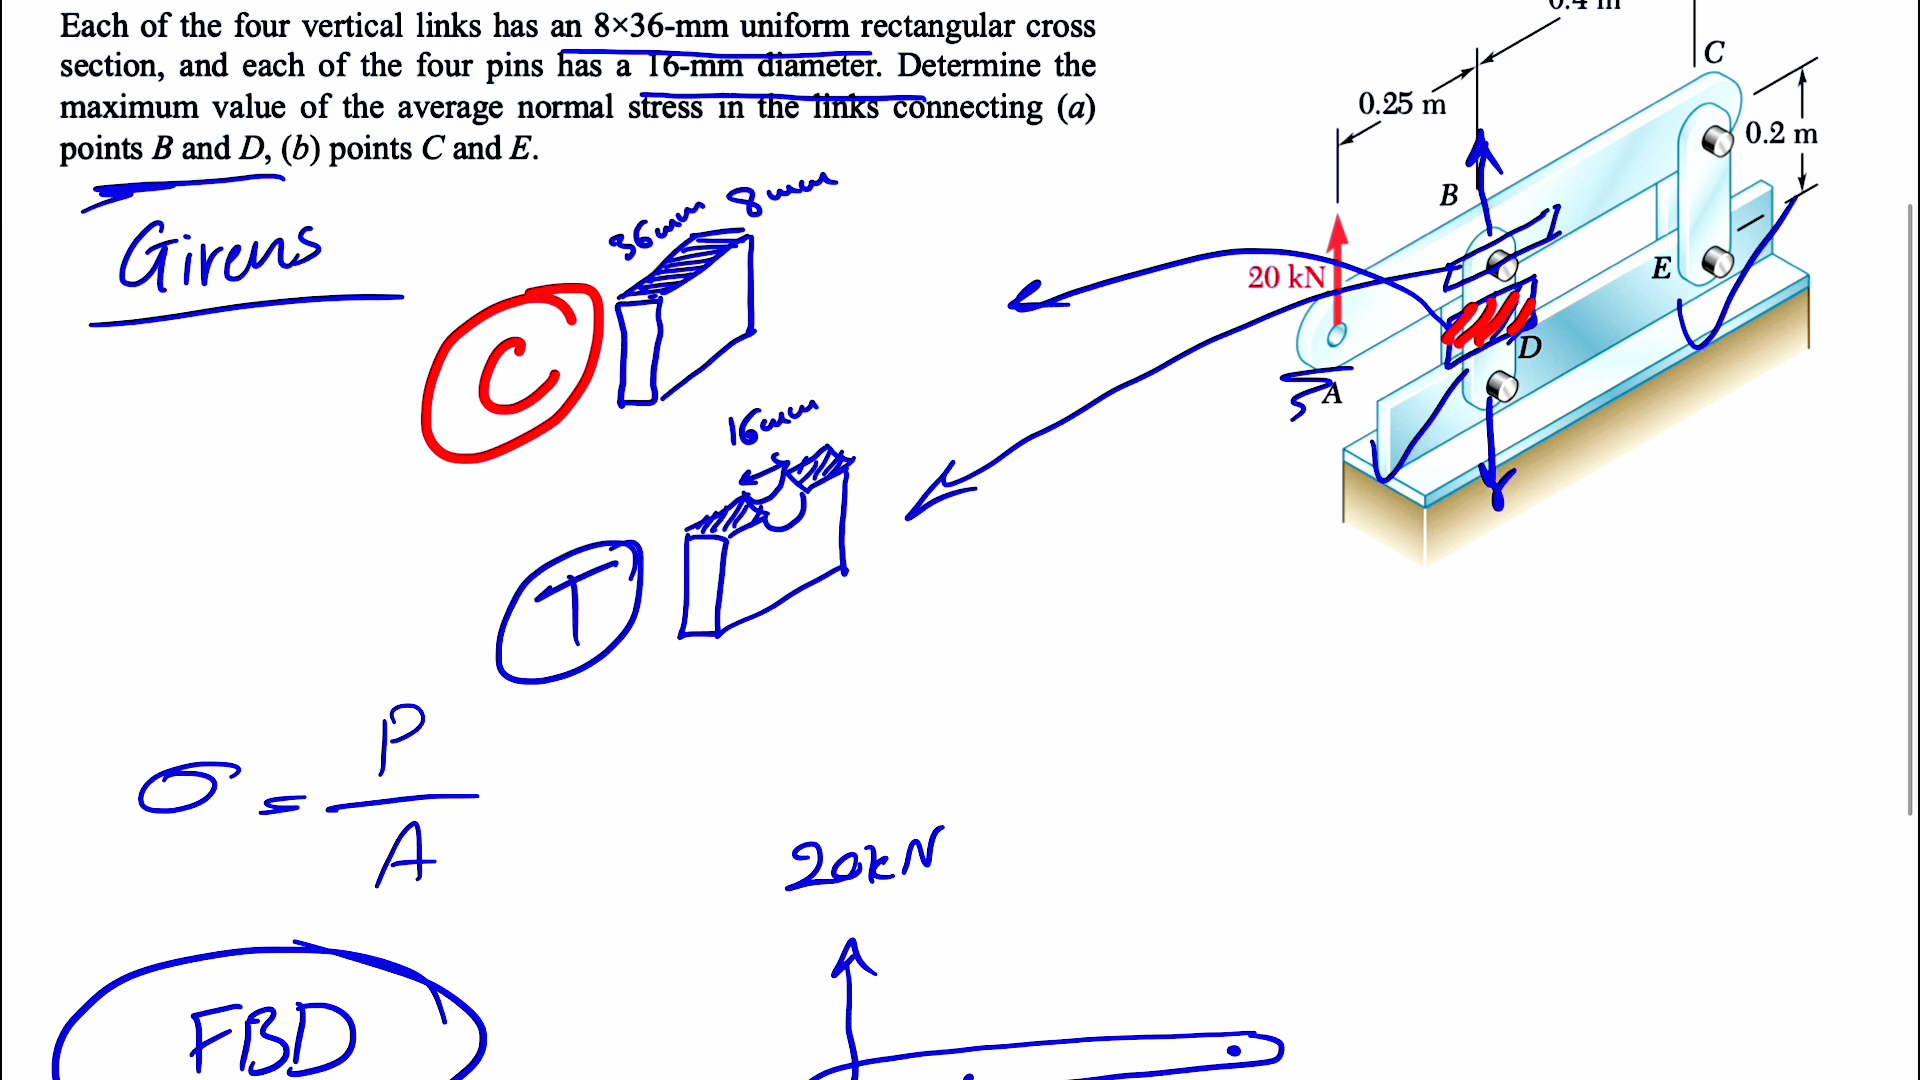 Each of the four vertical links has an 8×36-mm uniform rectangular cross
section, and each of the four pins has a 16-mm diameter. Determine the
maximum value of the average normal stress in the links connecting (a)
points B and D, (b) points C and E.
0.4 m
C
0.25 m
0.2 m
B
20 kN
E
D
A
Girens
36mm 8mm
C
16mm
T
σ = P
A
20kN
FBD